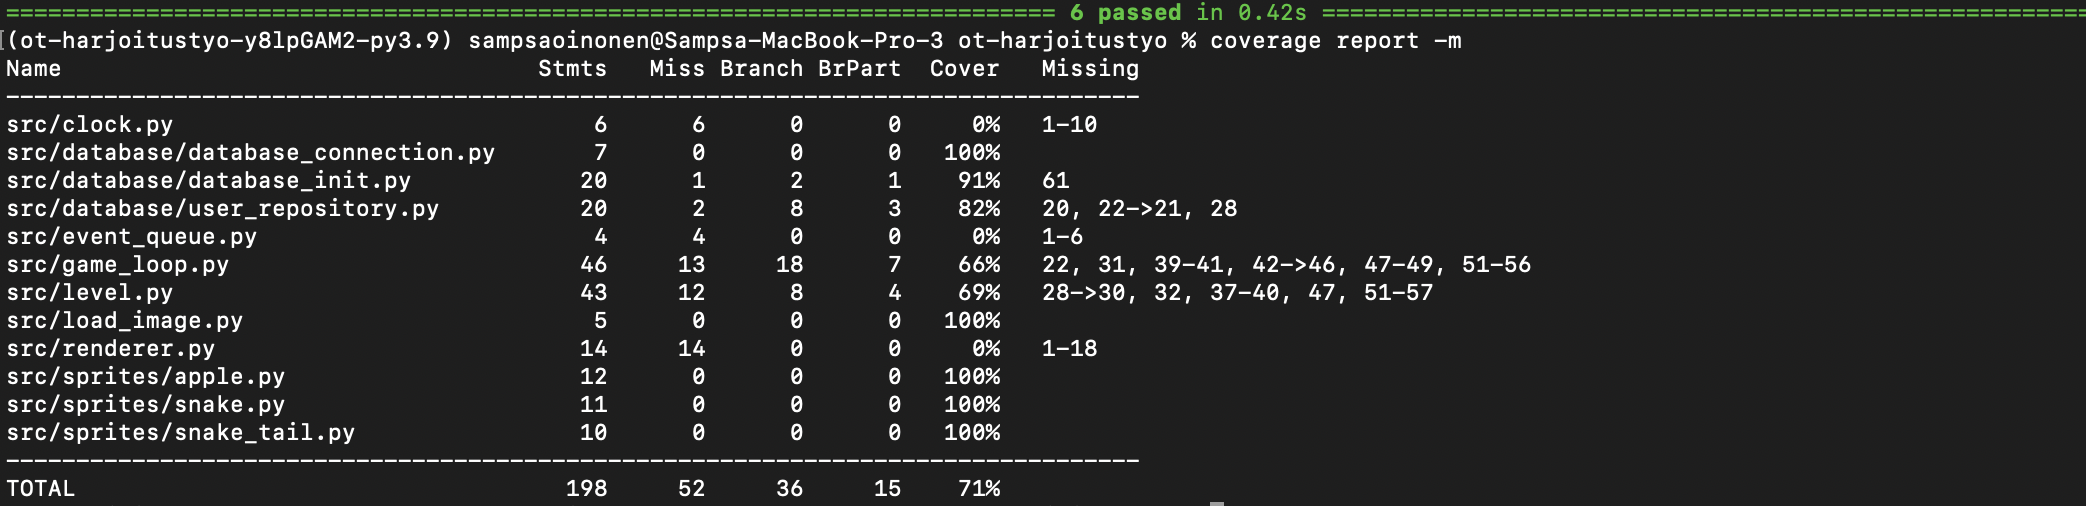 ============================================================================ 6 passed in 0.42s ============================================================================
(ot-harjoitustyo-y8lpGAM2-py3.9) sampsaoinonen@Sampsa-MacBook-Pro-3 ot-harjoitustyo % coverage report -m
Name                                  Stmts   Miss Branch BrPart  Cover   Missing
---------------------------------------------------------------------------------
src/clock.py                              6      6      0      0     0%   1-10
src/database/database_connection.py       7      0      0      0   100%
src/database/database_init.py            20      1      2      1    91%   61
src/database/user_repository.py          20      2      8      3    82%   20, 22->21, 28
src/event_queue.py                        4      4      0      0     0%   1-6
src/game_loop.py                         46     13     18      7    66%   22, 31, 39-41, 42->46, 47-49, 51-56
src/level.py                             43     12      8      4    69%   28->30, 32, 37-40, 47, 51-57
src/load_image.py                         5      0      0      0   100%
src/renderer.py                          14     14      0      0     0%   1-18
src/sprites/apple.py                     12      0      0      0   100%
src/sprites/snake.py                     11      0      0      0   100%
src/sprites/snake_tail.py                10      0      0      0   100%
---------------------------------------------------------------------------------
TOTAL                                   198     52     36     15    71%